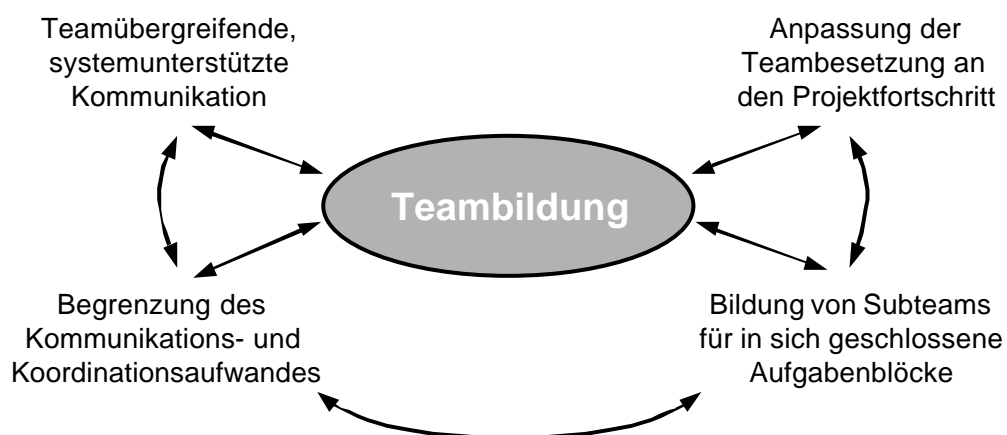 Teamübergreifende,
systemunterstützte
Kommunikation
Anpassung der
Teambesetzung an
den Projektfortschritt
Teambildung
Begrenzung des
Kommunikations- und
Koordinationsaufwandes
Bildung von Subteams
für in sich geschlossene
Aufgabenblöcke